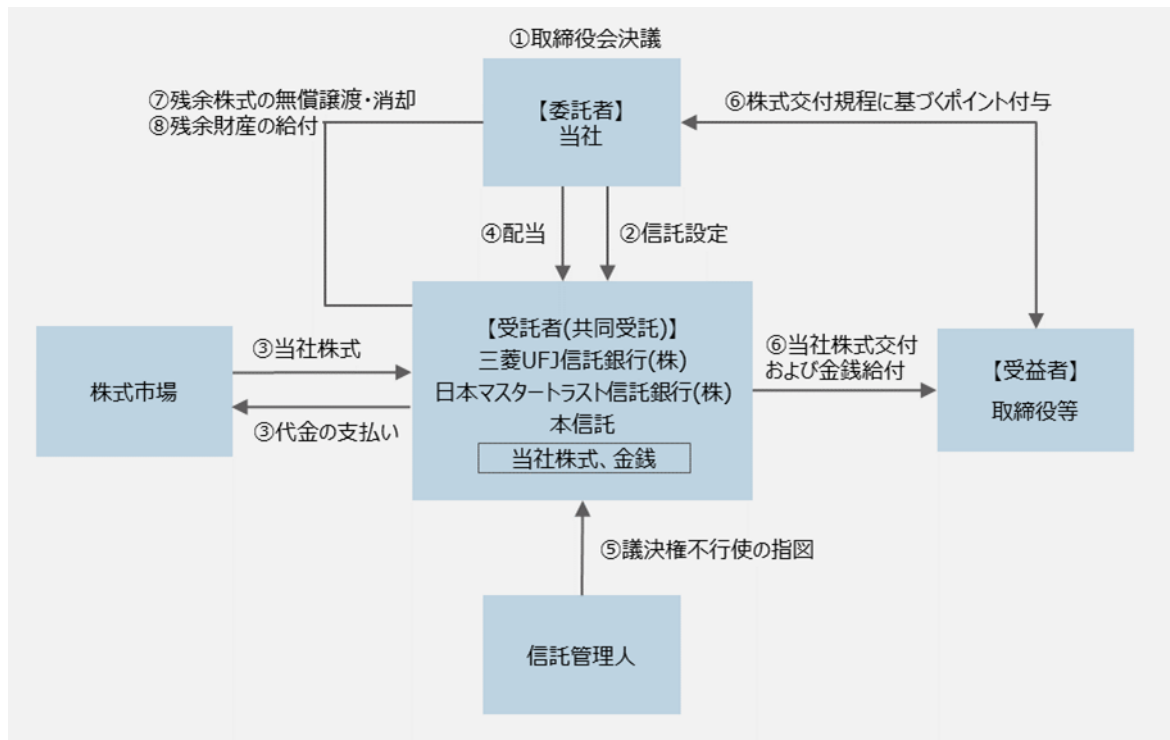 ①取締役会決議
⑦残余株式の無償譲渡・消却
⑧残余財産の給付
【委託者】
当社
⑥株式交付規程に基づくポイント付与
④配当
②信託設定
株式市場
③当社株式
③代金の支払い
【受託者(共同受託)】
三菱UFJ信託銀行(株)
日本マスタートラスト信託銀行(株)
本信託
当社株式、金銭
⑥当社株式交付
および金銭給付
【受益者】
取締役等
⑤議決権不行使の指図
信託管理人